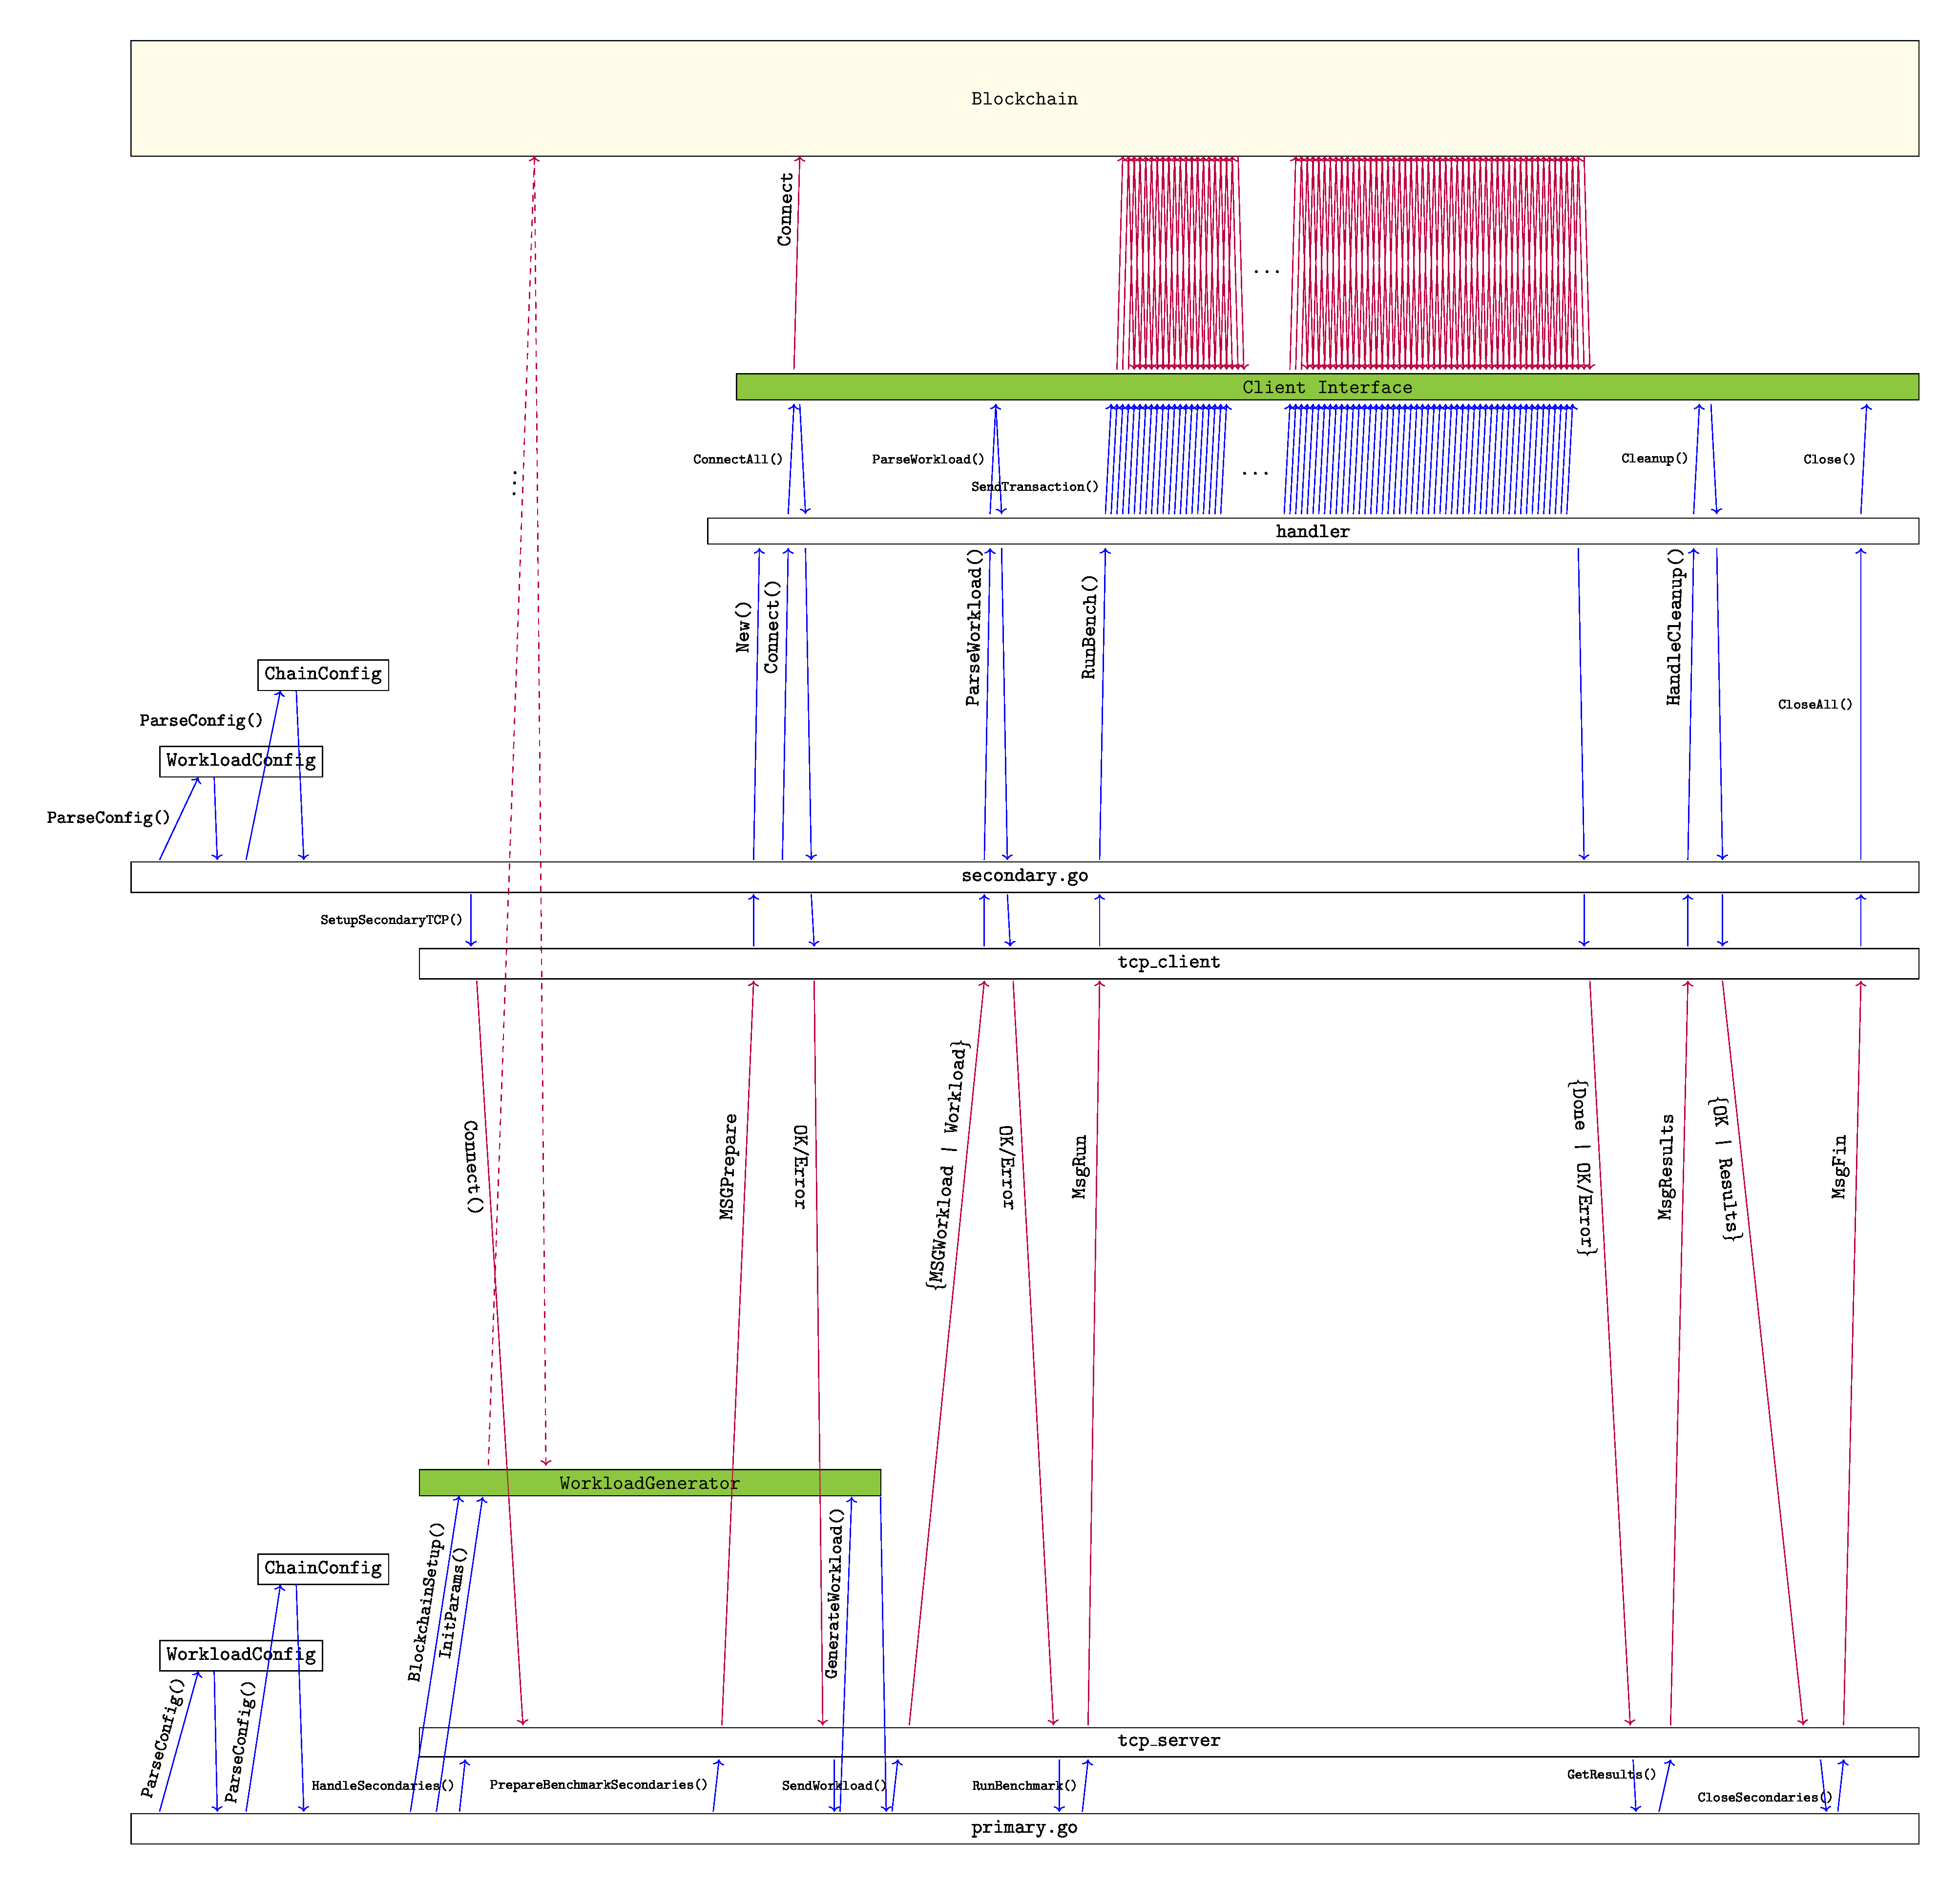 Blockchain
Connect
...
Client Interface
ConnectAll()
ParseWorkload()
Cleanup()
Close()
...
...
SendTransaction()
handler
New()
Connect()
ParseWorkload()
RunBench()
HandleCleanup()
ChainConfig
CloseAll()
ParseConfig()
WorkloadConfig
ParseConfig()
secondary.go
SetupSecondaryTCP()
tcp_client
Connect()
MSGPrepare
OK/Error
{MSGWorkload | Workload}
OK/Error
MsgRun
{Done | OK/Error}
MsgResults
{OK | Results}
MsgFin
WorkloadGenerator
BlockchainSetup()
InitParams()
GenerateWorkload()
ChainConfig
WorkloadConfig
ParseConfig()
ParseConfig()
tcp_server
HandleSecondaries()
PrepareBenchmarkSecondaries()
SendWorkload()
RunBenchmark()
GetResults()
CloseSecondaries()
primary.go